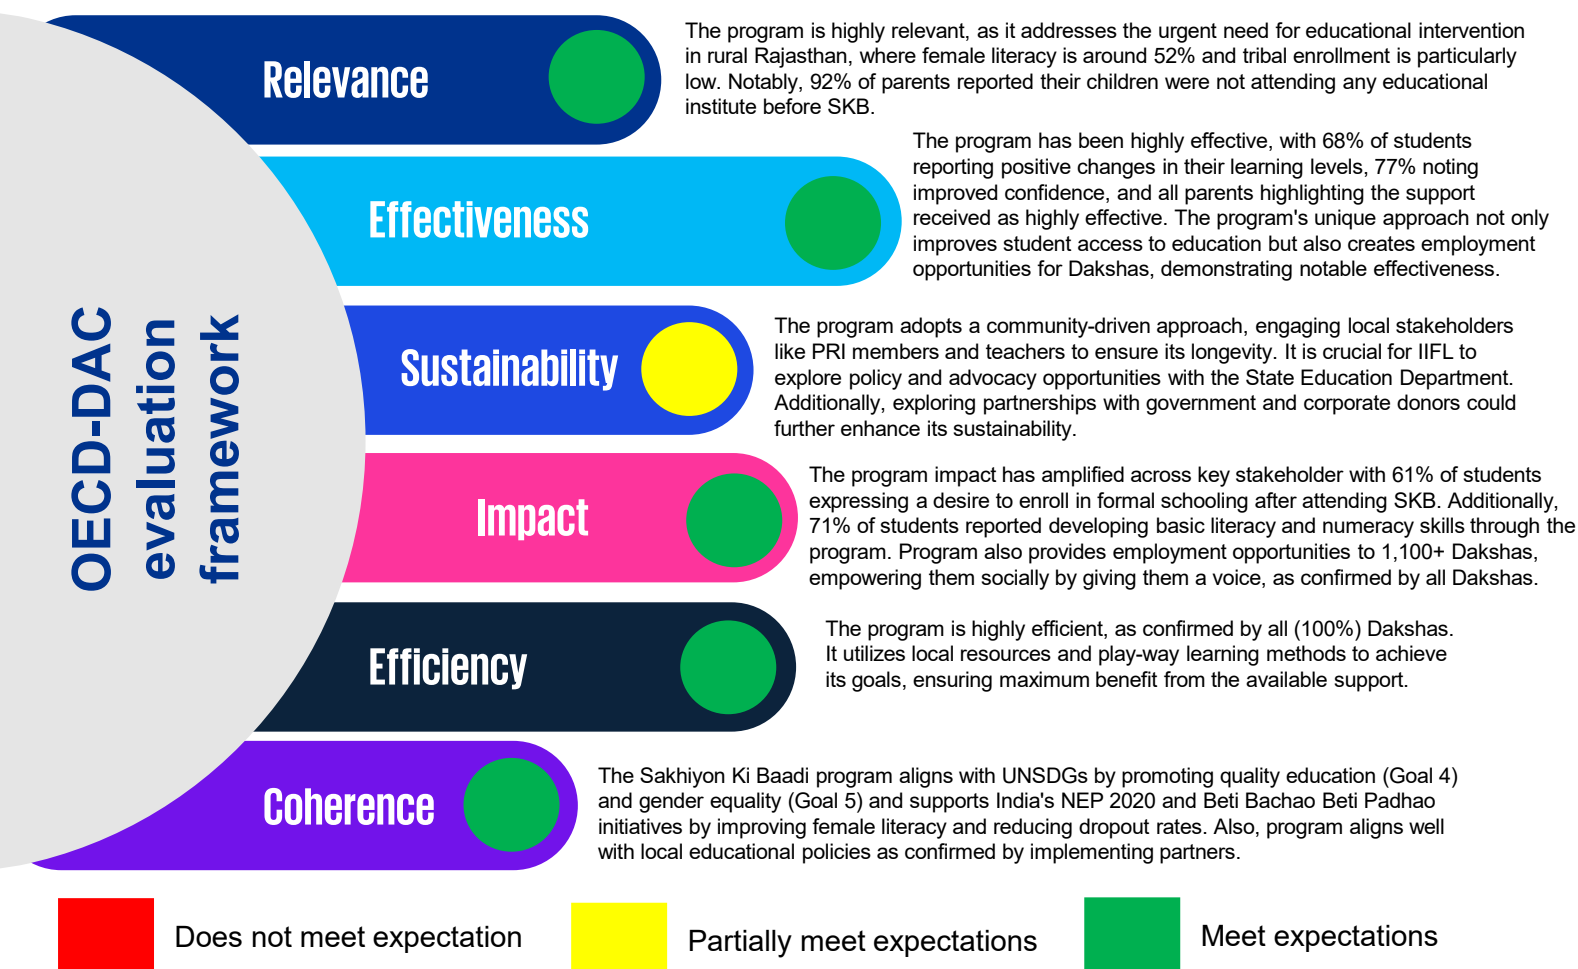 OECD-DAC
evaluation
framework
Relevance
The program is highly relevant, as it addresses the urgent need for educational intervention
in rural Rajasthan, where female literacy is around 52% and tribal enrollment is particularly
low. Notably, 92% of parents reported their children were not attending any educational
institute before SKB.
Effectiveness
The program has been highly effective, with 68% of students
reporting positive changes in their learning levels, 77% noting
improved confidence, and all parents highlighting the support
received as highly effective. The program's unique approach not only
improves student access to education but also creates employment
opportunities for Dakshas, demonstrating notable effectiveness.
Sustainability
The program adopts a community-driven approach, engaging local stakeholders
like PRI members and teachers to ensure its longevity. It is crucial for IIFL to
explore policy and advocacy opportunities with the State Education Department.
Additionally, exploring partnerships with government and corporate donors could
further enhance its sustainability.
Impact
The program impact has amplified across key stakeholder with 61% of students
expressing a desire to enroll in formal schooling after attending SKB. Additionally,
71% of students reported developing basic literacy and numeracy skills through the
program. Program also provides employment opportunities to 1,100+ Dakshas,
empowering them socially by giving them a voice, as confirmed by all Dakshas.
Efficiency
The program is highly efficient, as confirmed by all (100%) Dakshas.
It utilizes local resources and play-way learning methods to achieve
its goals, ensuring maximum benefit from the available support.
Coherence
The Sakhiyon Ki Baadi program aligns with UNSDGs by promoting quality education (Goal 4)
and gender equality (Goal 5) and supports India's NEP 2020 and Beti Bachao Beti Padhao
initiatives by improving female literacy and reducing dropout rates. Also, program aligns well
with local educational policies as confirmed by implementing partners.
Does not meet expectation
Partially meet expectations
Meet expectations